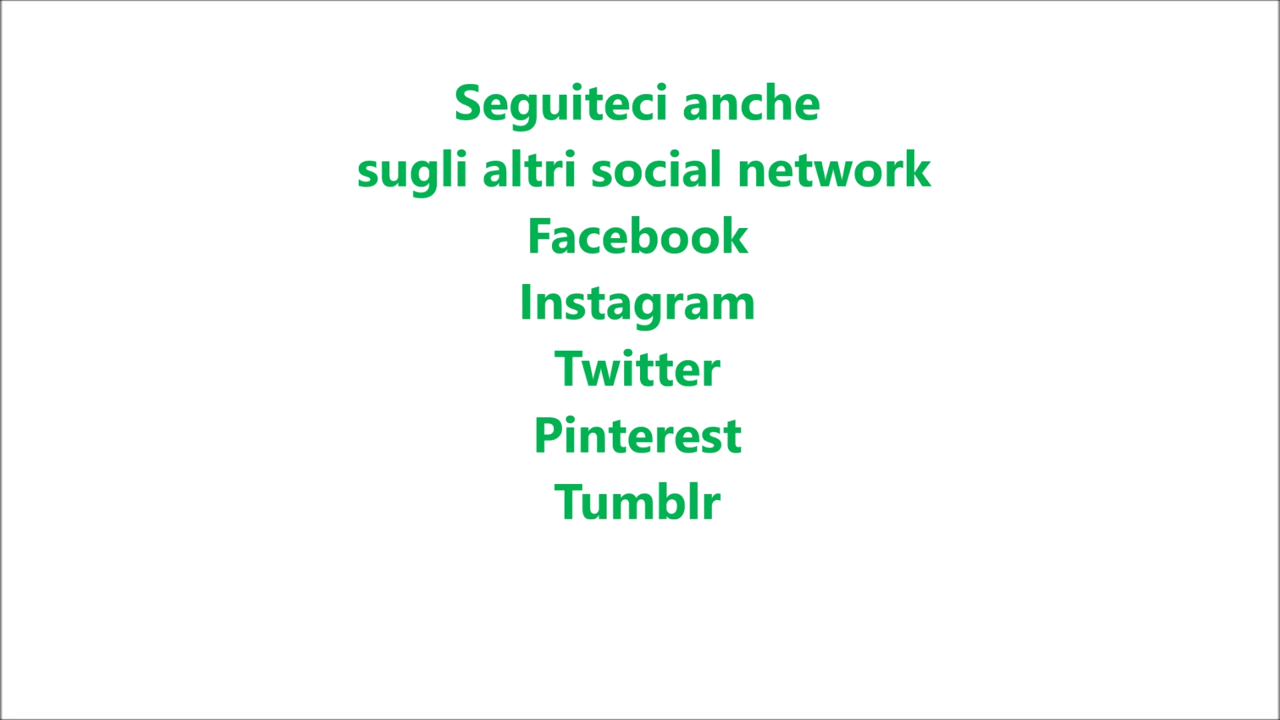 Seguiteci anche
sugli altri social network
Facebook
Instagram
Twitter
Pinterest
Tumblr